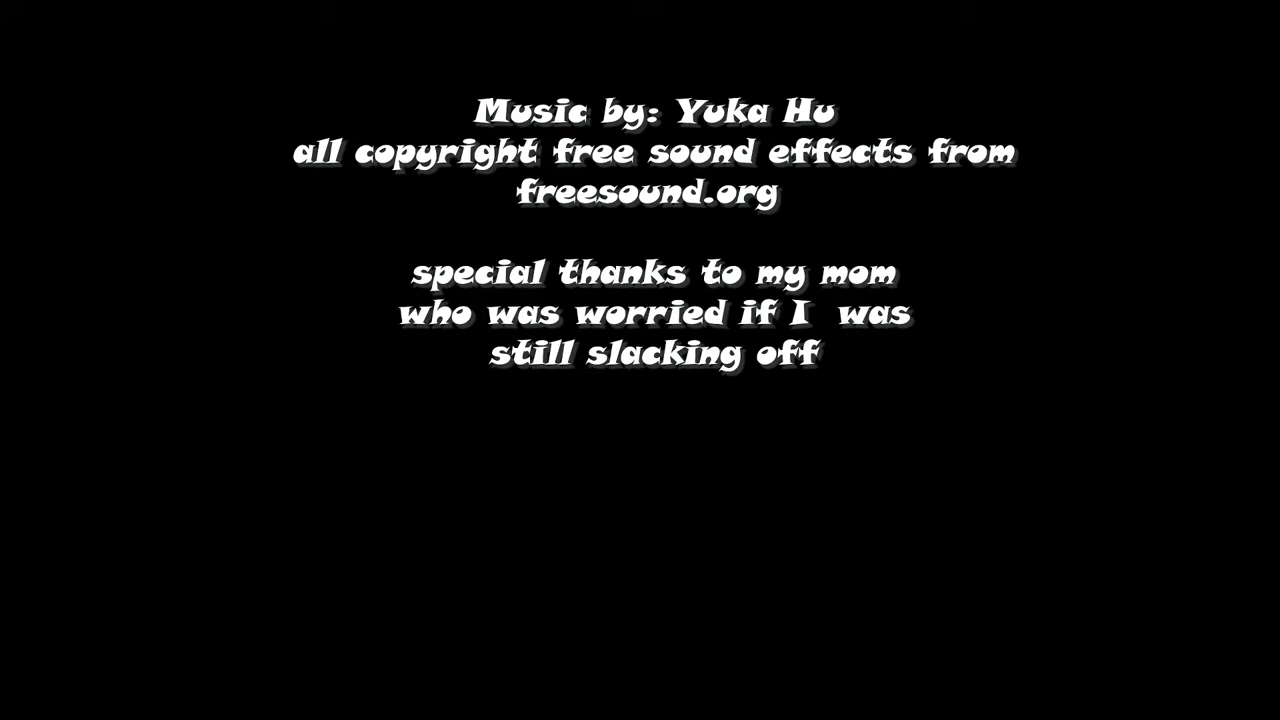 Music by: Yuka Hu
all copyright free sound effects from
freesound.org
special thanks to my mom
who was worried if I  was
still slacking off